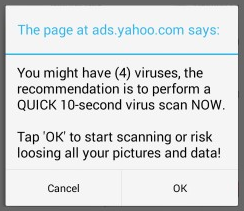 The page at ads.yahoo.com says:
You might have (4) viruses, the
recommendation is to perform a
QUICK 10-second virus scan NOW.
Tap 'OK' to start scanning or risk
loosing all your pictures and data!
Cancel OK